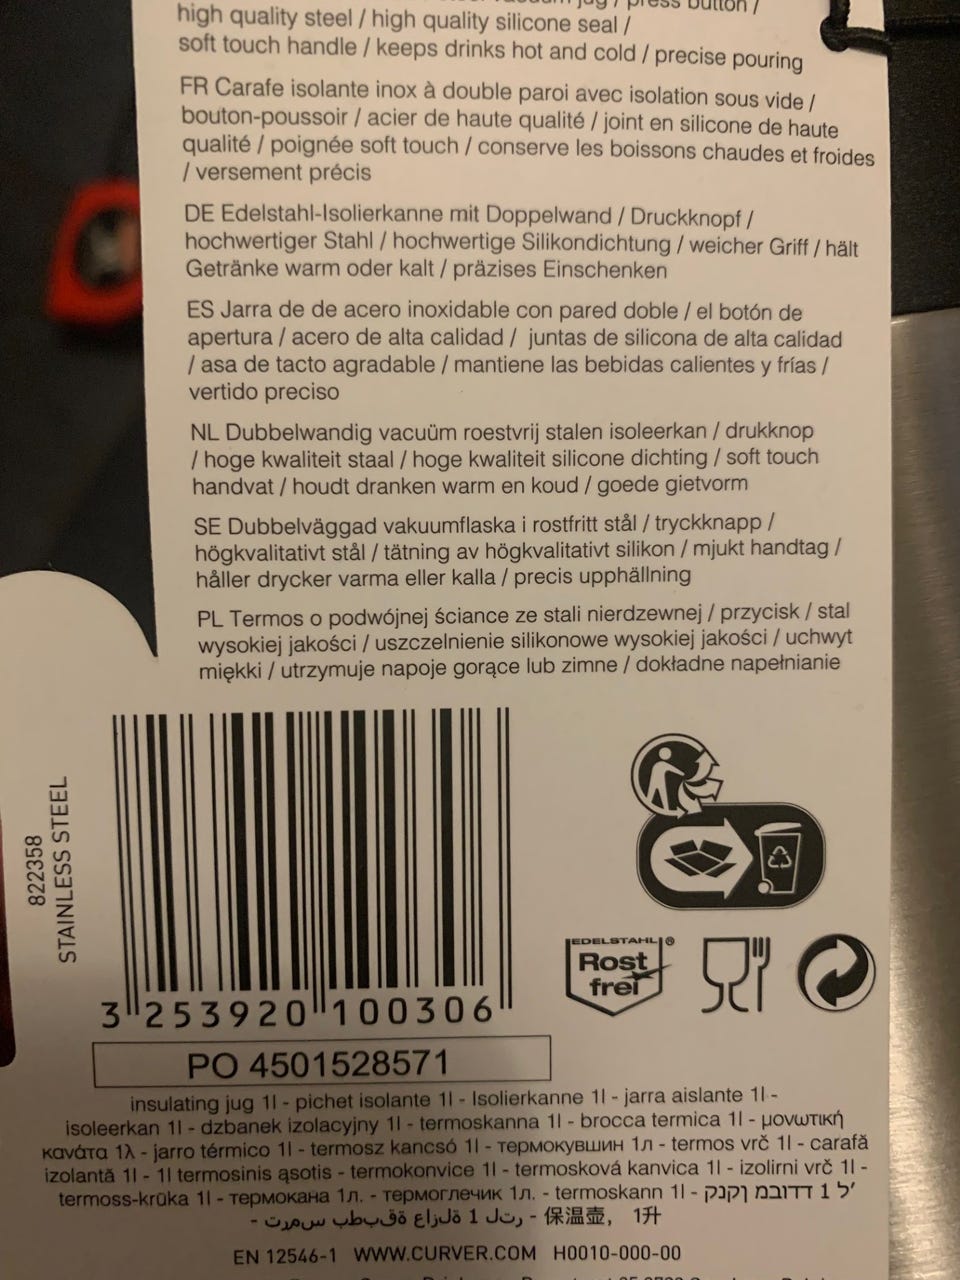 press button /
high quality steel / high quality silicone seal /
soft touch handle / keeps drinks hot and cold / precise pouring
FR Carafe isolante inox à double paroi avec isolation sous vide /
bouton-poussoir / acier de haute qualité / joint en silicone de haute
qualité / poignée soft touch / conserve les boissons chaudes et froides
/ versement précis
DE Edelstahl-Isolierkanne mit Doppelwand / Druckknopf /
hochwertiger Stahl / hochwertige Silikondichtung / weicher Griff / hält
Getränke warm oder kalt / präzises Einschenken
ES Jarra de de acero inoxidable con pared doble / el botón de
apertura / acero de alta calidad / juntas de silicona de alta calidad
/ asa de tacto agradable / mantiene las bebidas calientes y frías /
vertido preciso
NL Dubbelwandig vacuüm roestvrij stalen isoleerkan / drukknop
/ hoge kwaliteit staal / hoge kwaliteit silicone dichting / soft touch
handvat / houdt dranken warm en koud / goede gietvorm
SE Dubbelväggad vakuumflaska i rostfritt stål / tryckknapp /
högkvalitativt stål / tätning av högkvalitativt silikon / mjukt handtag /
håller drycker varma eller kalla / precis upphällning
PL Termos o podwójnej ściance ze stali nierdzewnej / przycisk / stal
wysokiej jakości / uszczelnienie silikonowe wysokiej jakości / uchwyt
miękki / utrzymuje napoje gorące lub zimne / dokładne napełnianie
822358
STAINLESS STEEL
EDELSTAHL ®
Rost
frei
3 253920 100306
PO 4501528571
insulating jug 1l - pichet isolante 1l - Isolierkanne 1l - jarra aislante 1l -
isoleerkan 1l - dzbanek izolacyjny 1l - termoskanna 1l - brocca termica 1l - μονωτική
κανάτα 1λ - jarro térmico 1l - termosz kancsó 1l - термокувшин 1л - termos vrč 1l - carafă
izolantă 1l - 1l termosinis ąsotis - termokonvice 1l - termosková kanvica 1l - izolirni vrč 1l -
termoss-krūka 1l - термокана 1л. - термоглечик 1л. - termoskann 1l -
保温壶， 1升
EN 12546-1 WWW.CURVER.COM H0010-000-00